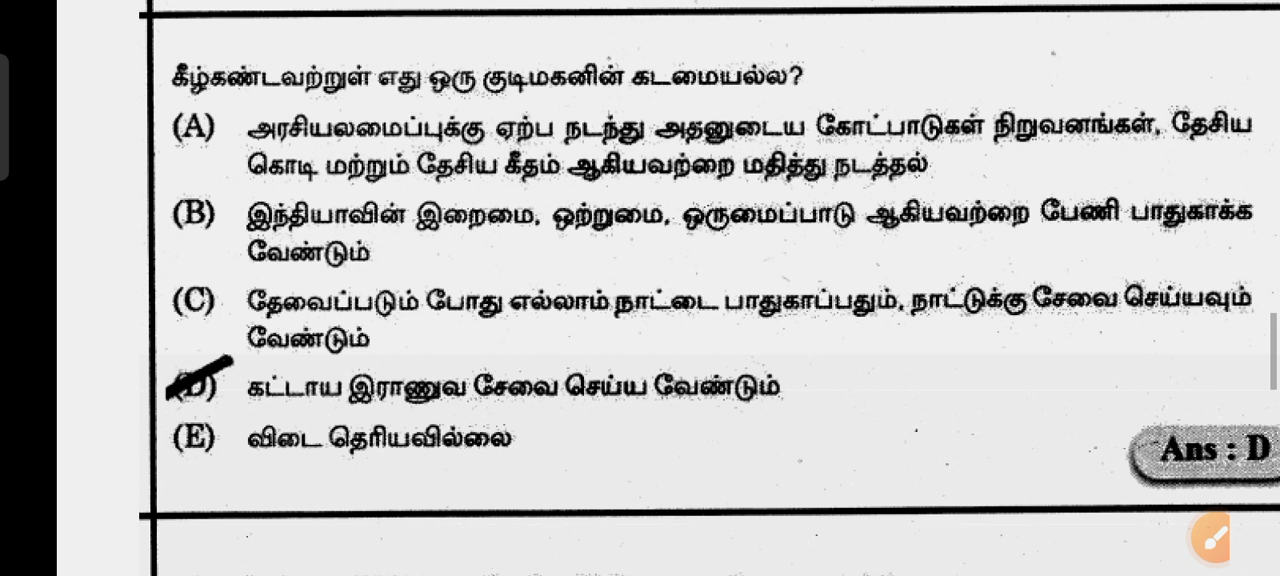 கீழ்கண்டவற்றுள் எது ஒரு குடிமகனின் கடமையல்ல?
(A) அரசியலமைப்புக்கு ஏற்ப நடந்து அதனுடைய கோட்பாடுகள் நிறுவனங்கள், தேசிய
கொடி மற்றும் தேசிய கீதம் ஆகியவற்றை மதித்து நடத்தல்
(B) இந்தியாவின் இறைமை, ஒற்றுமை, ஒருமைப்பாடு ஆகியவற்றை பேணி பாதுகாக்க
வேண்டும்
(C) தேவைப்படும் போது எல்லாம் நாட்டை பாதுகாப்பதும், நாட்டுக்கு சேவை செய்யவும்
வேண்டும்
(D) கட்டாய இராணுவ சேவை செய்ய வேண்டும்
(E) விடை தெரியவில்லை
Ans : D